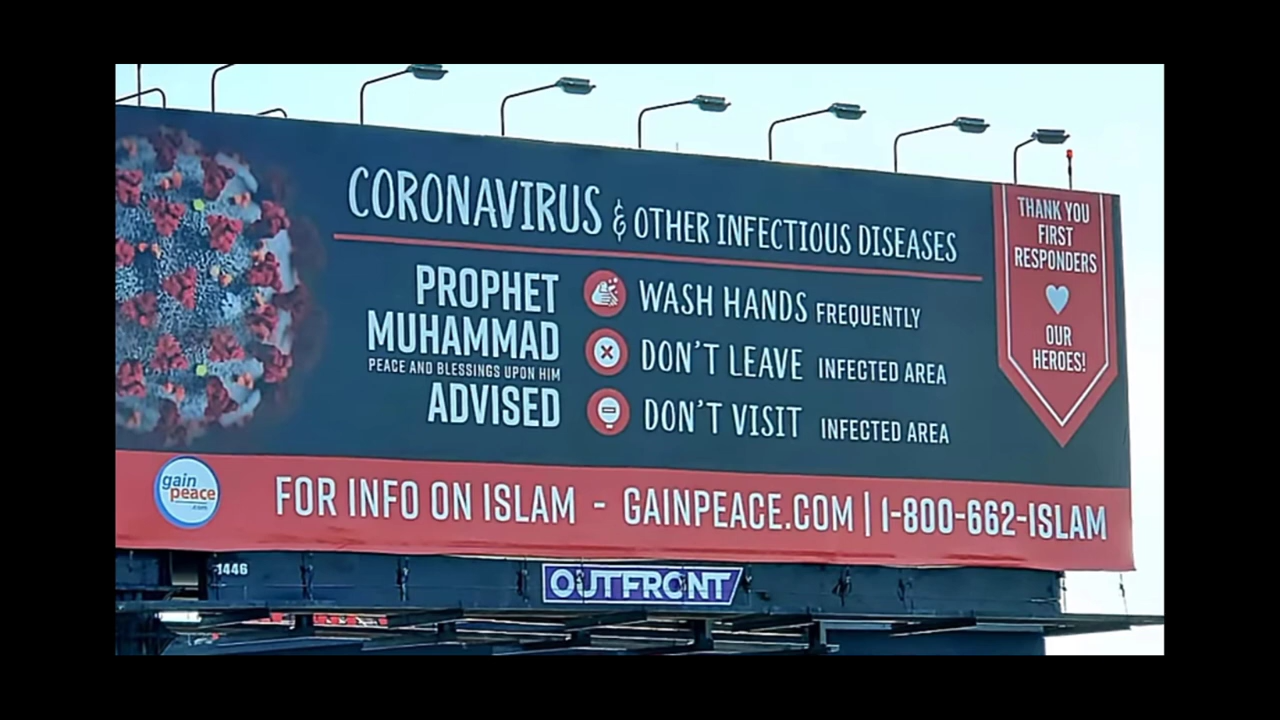 CORONAVIRUS & OTHER INFECTIOUS DISEASES
PROPHET
MUHAMMAD
PEACE AND BLESSINGS UPON HIM
ADVISED
WASH HANDS FREQUENTLY
DON'T LEAVE INFECTED AREA
DON'T VISIT INFECTED AREA
THANK YOU
FIRST
RESPONDERS
OUR
HEROES!
gain
peace
.com
FOR INFO ON ISLAM - GAINPEACE.COM | 1-800-662-ISLAM
1446
OUTFRONT